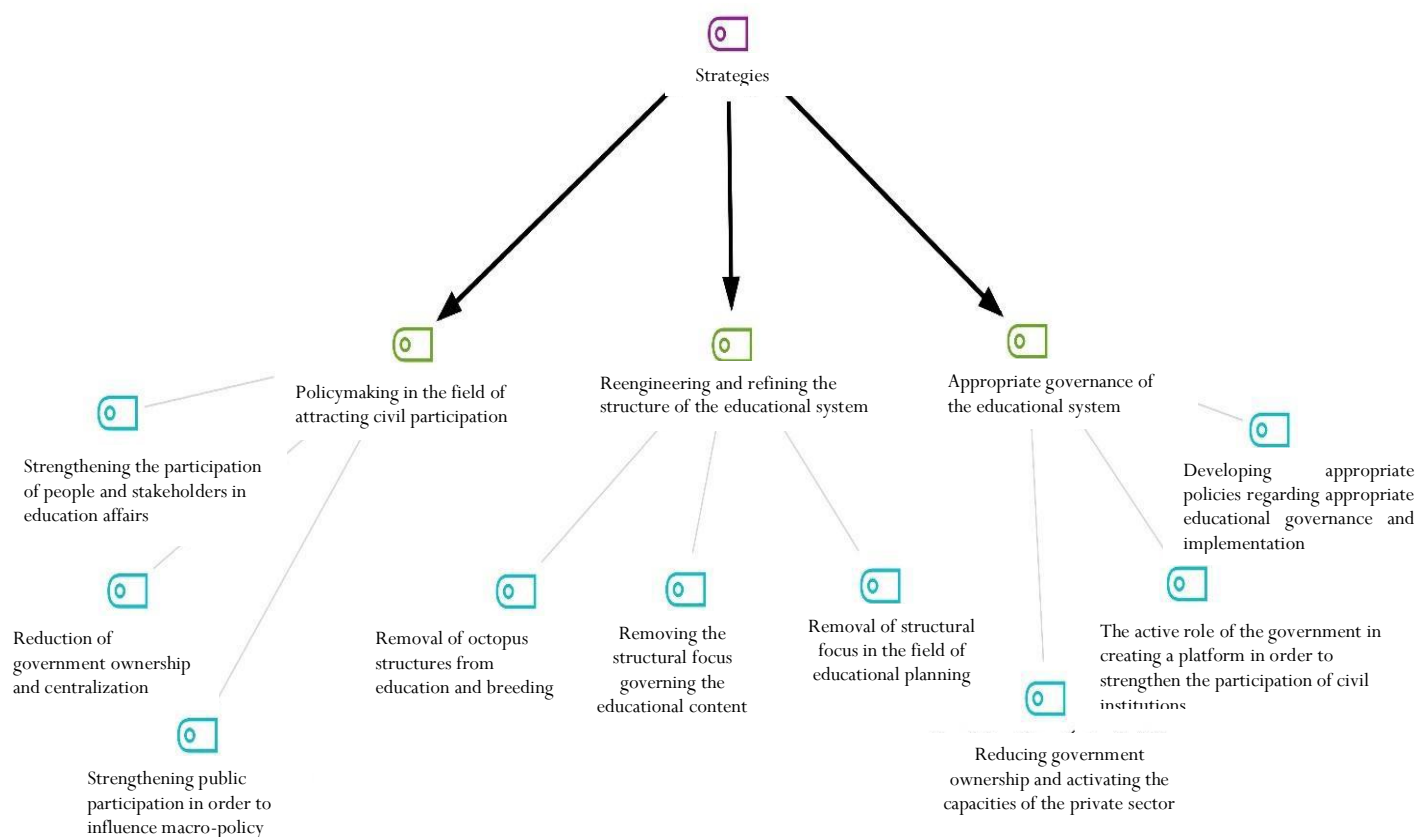 Strategies
Policymaking in the field of
attracting civil participation
Reengineering and refining the
structure of the educational system
Appropriate governance of
the educational system
Strengthening the participation
of people and stakeholders in
education affairs
Developing appropriate
policies regarding appropriate
educational governance and
implementation
Reduction of
government ownership
and centralization
Removal of octopus
structures from
education and breeding
Removing the
structural focus
governing the
educational content
Removal of structural
focus in the field of
educational planning
The active role of the government in
creating a platform in order to
strengthen the participation of civil
institutions
Strengthening public
participation in order to
influence macro-policy
Reducing government
ownership and activating the
capacities of the private sector